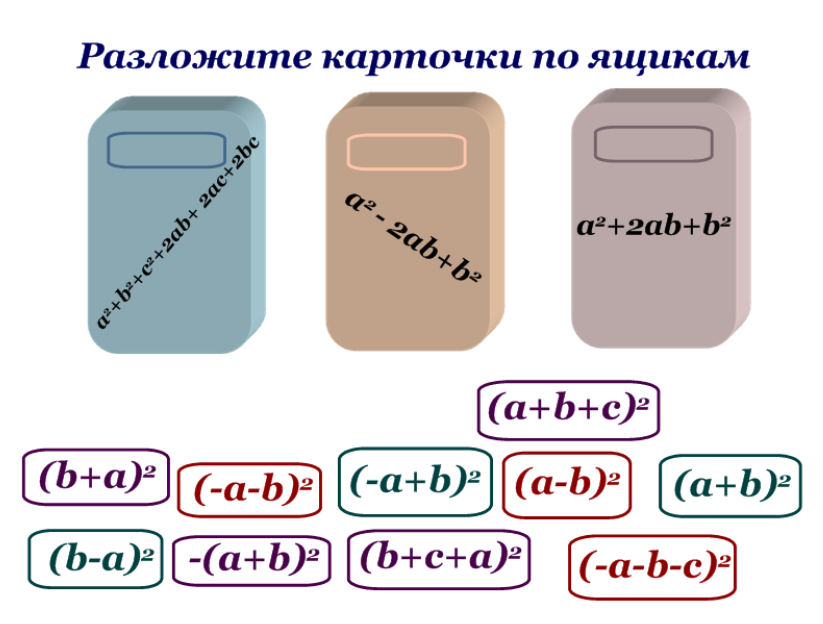 Разложите карточки по ящикам
a²+b²+c²+2ab+ 2ac+2bc
a² - 2ab+b²
a²+2ab+b²
(a+b+c)²
(b+a)²
(-a-b)²
(-a+b)²
(a-b)²
(a+b)²
(b-a)²
-(a+b)²
(b+c+a)²
(-a-b-c)²